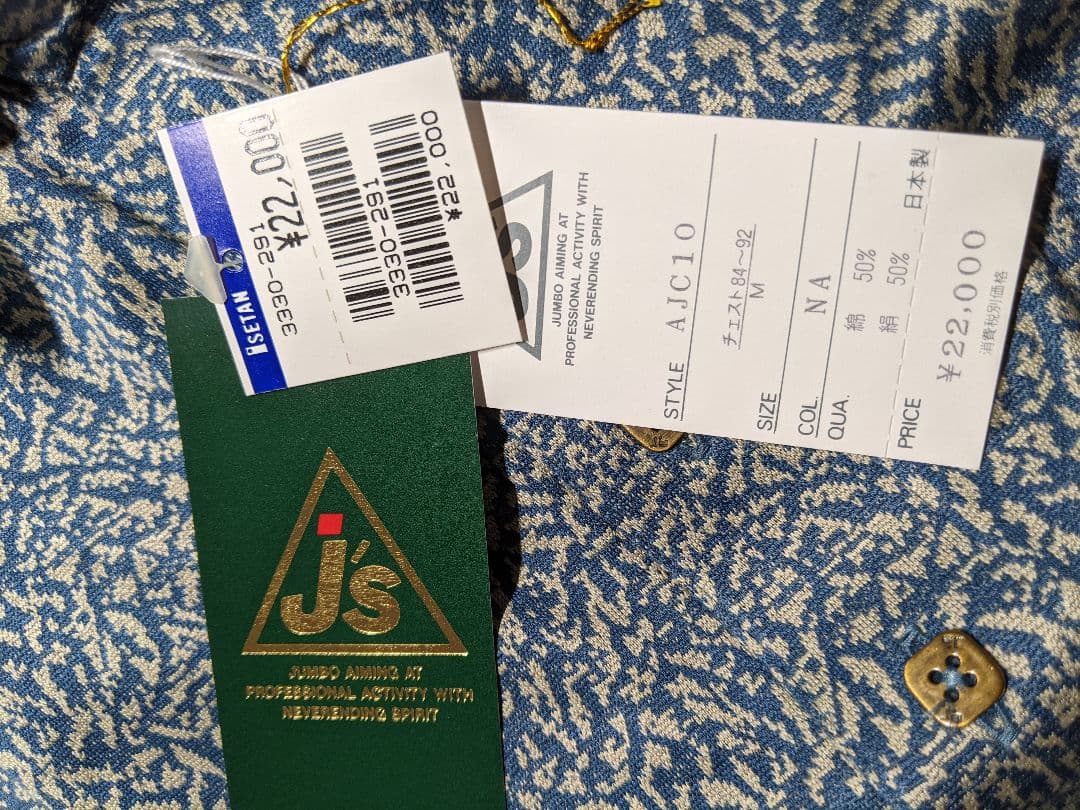 ISETAN
3330-291
¥22,000
3330-291
*22,000
J's
JUMBO AIMING AT
PROFESSIONAL ACTIVITY WITH
NEVERENDING SPIRIT
STYLE AJC10
チェスト84～92
SIZE M
COL. NA
QUA. 綿 50%
絹 50%
日本製
PRICE ¥22,000
消費税別価格
J's
JUMBO AIMING AT
PROFESSIONAL ACTIVITY WITH
NEVERENDING SPIRIT